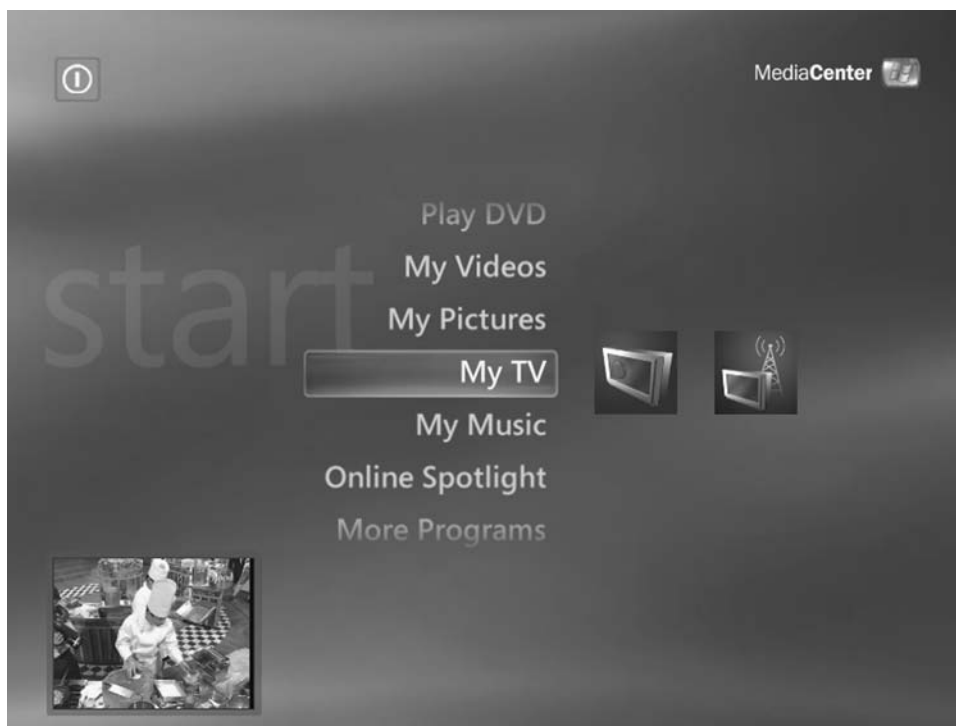 MediaCenter
Play DVD
start
My Videos
My Pictures
My TV
My Music
Online Spotlight
More Programs